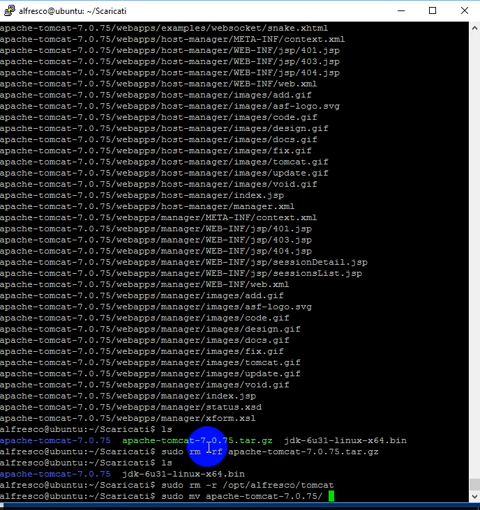 alfresco@ubuntu: ~/Scaricati
apache-tomcat-7.0.75/webapps/examples/websocket/snake.xhtml
apache-tomcat-7.0.75/webapps/host-manager/META-INF/context.xml
apache-tomcat-7.0.75/webapps/host-manager/WEB-INF/jsp/401.jsp
apache-tomcat-7.0.75/webapps/host-manager/WEB-INF/jsp/403.jsp
apache-tomcat-7.0.75/webapps/host-manager/WEB-INF/jsp/404.jsp
apache-tomcat-7.0.75/webapps/host-manager/WEB-INF/web.xml
apache-tomcat-7.0.75/webapps/host-manager/images/add.gif
apache-tomcat-7.0.75/webapps/host-manager/images/asf-logo.svg
apache-tomcat-7.0.75/webapps/host-manager/images/code.gif
apache-tomcat-7.0.75/webapps/host-manager/images/design.gif
apache-tomcat-7.0.75/webapps/host-manager/images/docs.gif
apache-tomcat-7.0.75/webapps/host-manager/images/fix.gif
apache-tomcat-7.0.75/webapps/host-manager/images/tomcat.gif
apache-tomcat-7.0.75/webapps/host-manager/images/update.gif
apache-tomcat-7.0.75/webapps/host-manager/images/void.gif
apache-tomcat-7.0.75/webapps/host-manager/index.jsp
apache-tomcat-7.0.75/webapps/host-manager/manager.xml
apache-tomcat-7.0.75/webapps/manager/META-INF/context.xml
apache-tomcat-7.0.75/webapps/manager/WEB-INF/jsp/401.jsp
apache-tomcat-7.0.75/webapps/manager/WEB-INF/jsp/403.jsp
apache-tomcat-7.0.75/webapps/manager/WEB-INF/jsp/404.jsp
apache-tomcat-7.0.75/webapps/manager/WEB-INF/jsp/sessionDetail.jsp
apache-tomcat-7.0.75/webapps/manager/WEB-INF/jsp/sessionsList.jsp
apache-tomcat-7.0.75/webapps/manager/WEB-INF/web.xml
apache-tomcat-7.0.75/webapps/manager/images/add.gif
apache-tomcat-7.0.75/webapps/manager/images/asf-logo.svg
apache-tomcat-7.0.75/webapps/manager/images/code.gif
apache-tomcat-7.0.75/webapps/manager/images/design.gif
apache-tomcat-7.0.75/webapps/manager/images/docs.gif
apache-tomcat-7.0.75/webapps/manager/images/fix.gif
apache-tomcat-7.0.75/webapps/manager/images/tomcat.gif
apache-tomcat-7.0.75/webapps/manager/images/update.gif
apache-tomcat-7.0.75/webapps/manager/images/void.gif
apache-tomcat-7.0.75/webapps/manager/index.jsp
apache-tomcat-7.0.75/webapps/manager/status.xsd
apache-tomcat-7.0.75/webapps/manager/xform.xsl
alfresco@ubuntu:~/Scaricati$ ls
apache-tomcat-7.0.75 apache-tomcat-7.0.75.tar.gz jdk-6u31-linux-x64.bin
alfresco@ubuntu:~/Scaricati$ sudo rm -rf apache-tomcat-7.0.75.tar.gz
alfresco@ubuntu:~/Scaricati$ ls
apache-tomcat-7.0.75 jdk-6u31-linux-x64.bin
alfresco@ubuntu:~/Scaricati$ sudo rm -r /opt/alfresco/tomcat
alfresco@ubuntu:~/Scaricati$ sudo mv apache-tomcat-7.0.75/